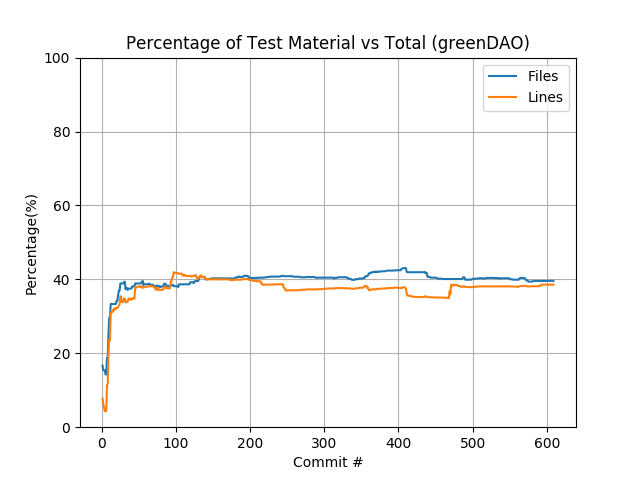 Percentage of Test Material vs Total (greenDAO)
Percentage(%)
100
80
60
40
20
0
Files
Lines
0 100 200 300 400 500 600
Commit #